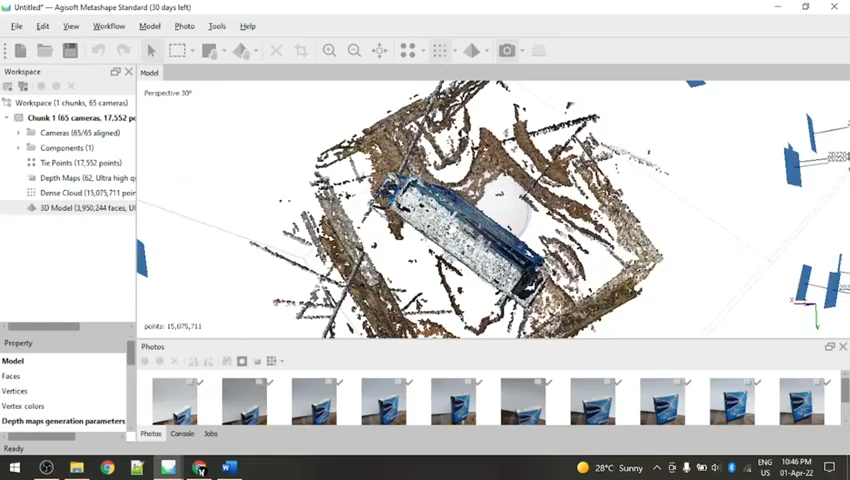 Untitled* — Agisoft Metashape Standard (30 days left)
File Edit View Workflow Model Photo Tools Help
Workspace
Model
Workspace (1 chunks, 65 cameras)
Chunk 1 (65 cameras, 17,552 po
Cameras (65/65 aligned)
Components (1)
Tie Points (17,552 points)
Depth Maps (62, Ultra high q
Dense Cloud (15,075,711 poin
3D Model (3,950,244 faces, Ul
Perspective 30°
points: 15,075,711
X
Property
Model
Faces
Vertices
Vertex colors
Depth maps generation parameters
Photos
Photos Console Jobs
Ready
28°C Sunny
ENG
US
10:46 PM
01-Apr-22